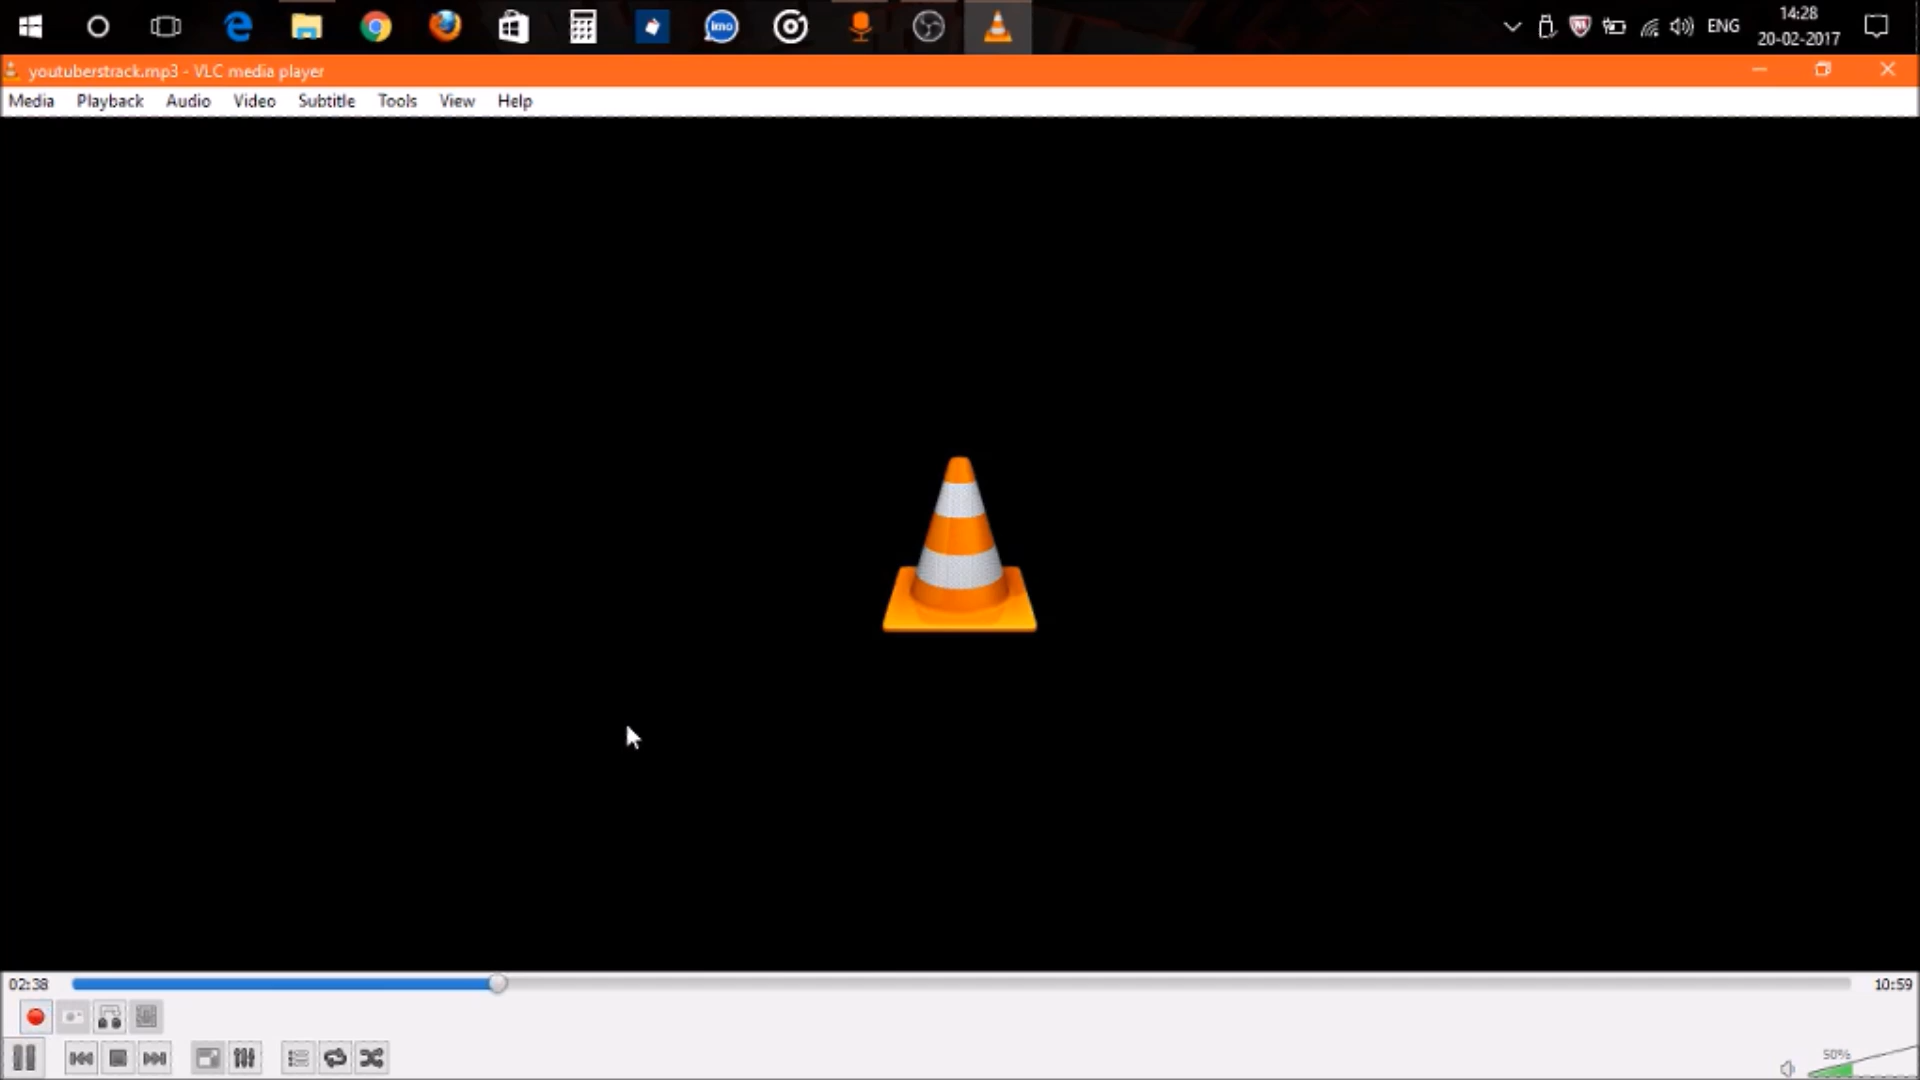 imo
ENG
14:28
20-02-2017
youtuberstrack.mp3 - VLC media player
Media Playback Audio Video Subtitle Tools View Help
02:38
10:59
50%